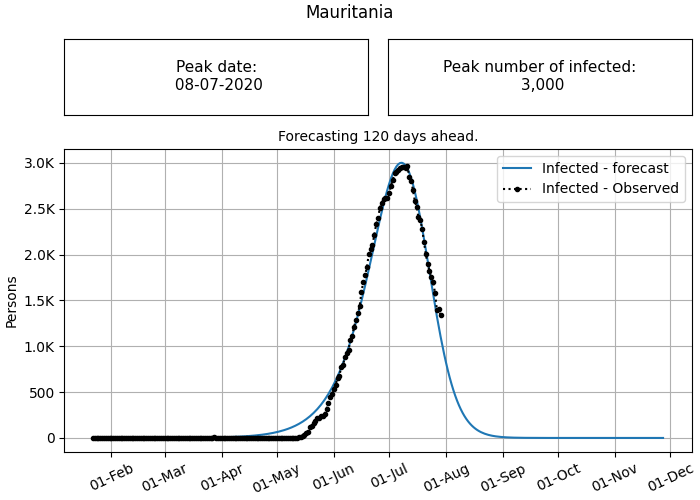 Mauritania
Peak date:
08-07-2020
Peak number of infected:
3,000
Forecasting 120 days ahead.
3.0K
2.5K
2.0K
1.5K
1.0K
500
0
Persons
Infected - forecast
Infected - Observed
01-Feb
01-Mar
01-Apr
01-May
01-Jun
01-Jul
01-Aug
01-Sep
01-Oct
01-Nov
01-Dec